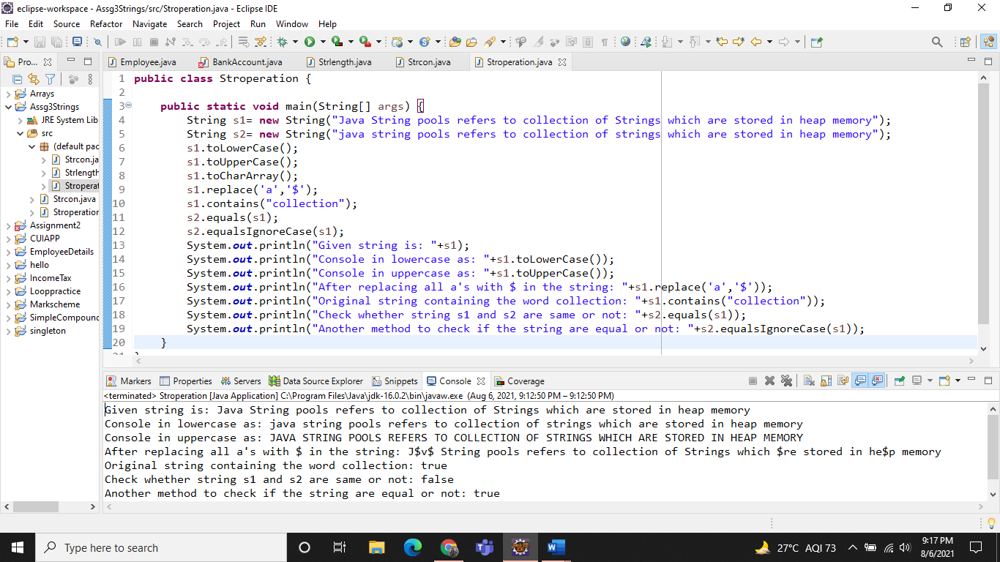 eclipse-workspace - Assg3Strings/src/Stroperation.java - Eclipse IDE
File Edit Source Refactor Navigate Search Project Run Window Help
Pro...
Employee.java BankAccount.java Strlength.java Strcon.java Stroperation.java
Arrays
Assg3Strings
JRE System Lib
src
(default pac
Strcon.ja
Strlength
Stroperat
Strcon.java
Stroperation
Assignment2
CUIAPP
EmployeeDetails
hello
IncomeTax
Looppractice
Markscheme
SimpleCompound
singleton
1 public class Stroperation {
2
3 public static void main(String[] args) {
4 String s1= new String("Java String pools refers to collection of Strings which are stored in heap memory");
5 String s2= new String("java string pools refers to collection of strings which are stored in heap memory");
6 s1.toLowerCase();
7 s1.toUpperCase();
8 s1.toCharArray();
9 s1.replace('a','$');
10 s1.contains("collection");
11 s2.equals(s1);
12 s2.equalsIgnoreCase(s1);
13 System.out.println("Given string is: "+s1);
14 System.out.println("Console in lowercase as: "+s1.toLowerCase());
15 System.out.println("Console in uppercase as: "+s1.toUpperCase());
16 System.out.println("After replacing all a's with $ in the string: "+s1.replace('a','$'));
17 System.out.println("Original string containing the word collection: "+s1.contains("collection"));
18 System.out.println("Check whether string s1 and s2 are same or not: "+s2.equals(s1));
19 System.out.println("Another method to check if the string are equal or not: "+s2.equalsIgnoreCase(s1));
20 }
21 }
Markers Properties Servers Data Source Explorer Snippets Console Coverage
<terminated> Stroperation [Java Application] C:\Program Files\Java\jdk-16.0.2\bin\javaw.exe (Aug 6, 2021, 9:12:50 PM – 9:12:50 PM)
Given string is: Java String pools refers to collection of Strings which are stored in heap memory
Console in lowercase as: java string pools refers to collection of strings which are stored in heap memory
Console in uppercase as: JAVA STRING POOLS REFERS TO COLLECTION OF STRINGS WHICH ARE STORED IN HEAP MEMORY
After replacing all a's with $ in the string: J$v$ String pools refers to collection of Strings which $re stored in he$p memory
Original string containing the word collection: true
Check whether string s1 and s2 are same or not: false
Another method to check if the string are equal or not: true
Type here to search
27°C AQI 73
9:17 PM
8/6/2021